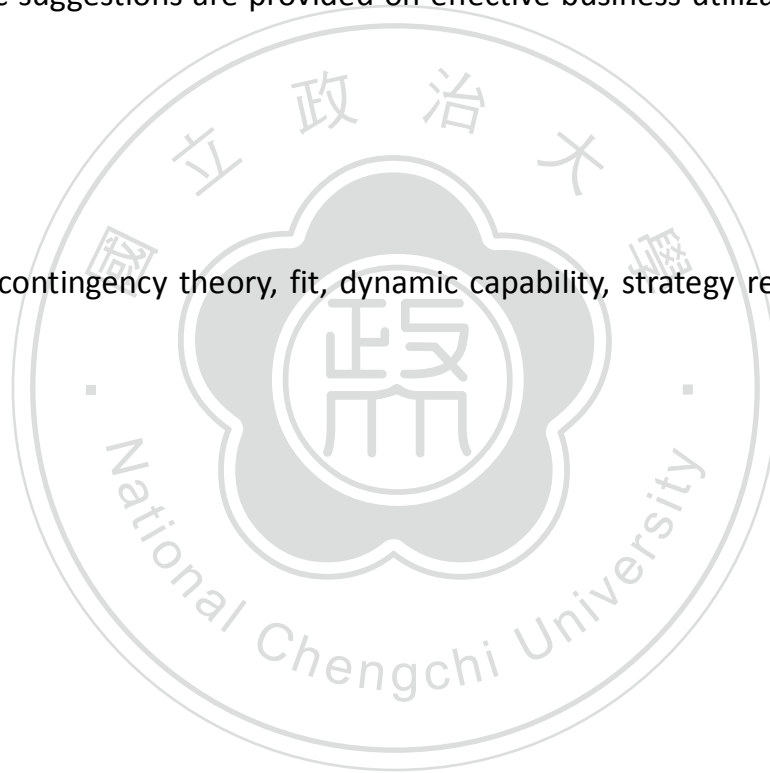 e suggestions are provided on effective business utiliza
國立政治大學
contingency theory, fit, dynamic capability, strategy re
政
National Chengchi University